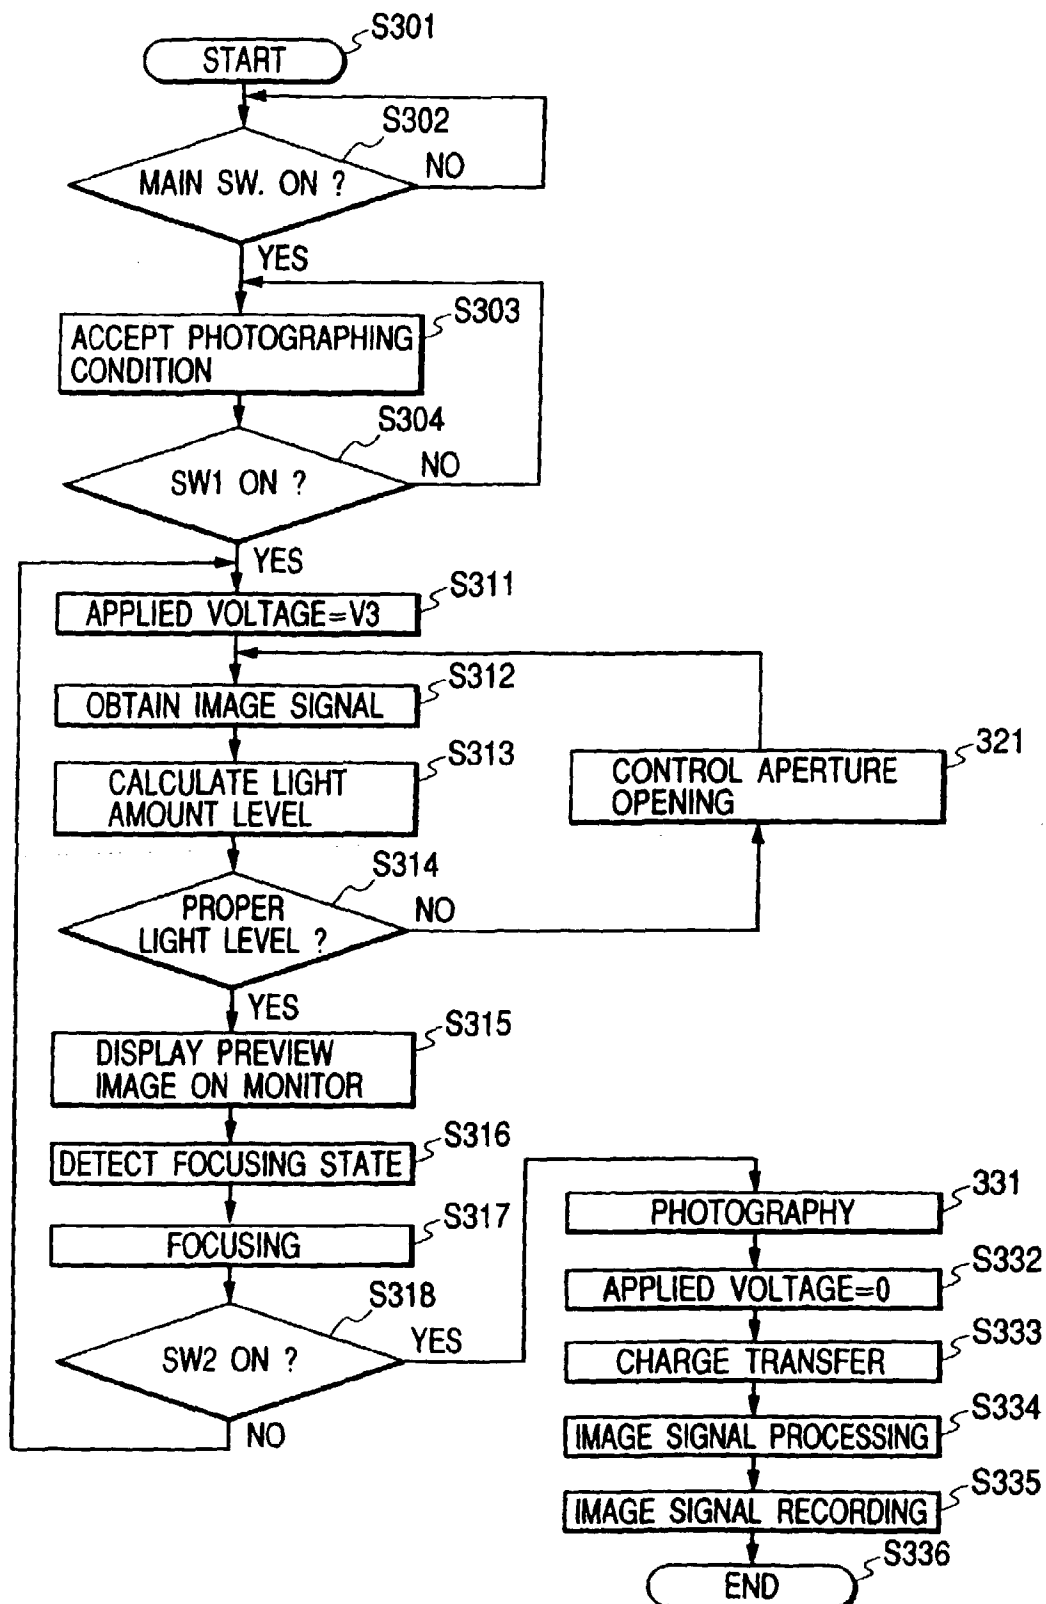 S301
START
S302
MAIN SW. ON ?
NO
YES
S303
ACCEPT PHOTOGRAPHING
CONDITION
S304
SW1 ON ?
NO
YES
S311
APPLIED VOLTAGE=V3
S312
OBTAIN IMAGE SIGNAL
S313
CALCULATE LIGHT
AMOUNT LEVEL
321
CONTROL APERTURE
OPENING
S314
PROPER
LIGHT LEVEL ?
NO
YES
S315
DISPLAY PREVIEW
IMAGE ON MONITOR
S316
DETECT FOCUSING STATE
S317
FOCUSING
S318
SW2 ON ?
YES
NO
331
PHOTOGRAPHY
S332
APPLIED VOLTAGE=0
S333
CHARGE TRANSFER
S334
IMAGE SIGNAL PROCESSING
S335
IMAGE SIGNAL RECORDING
S336
END